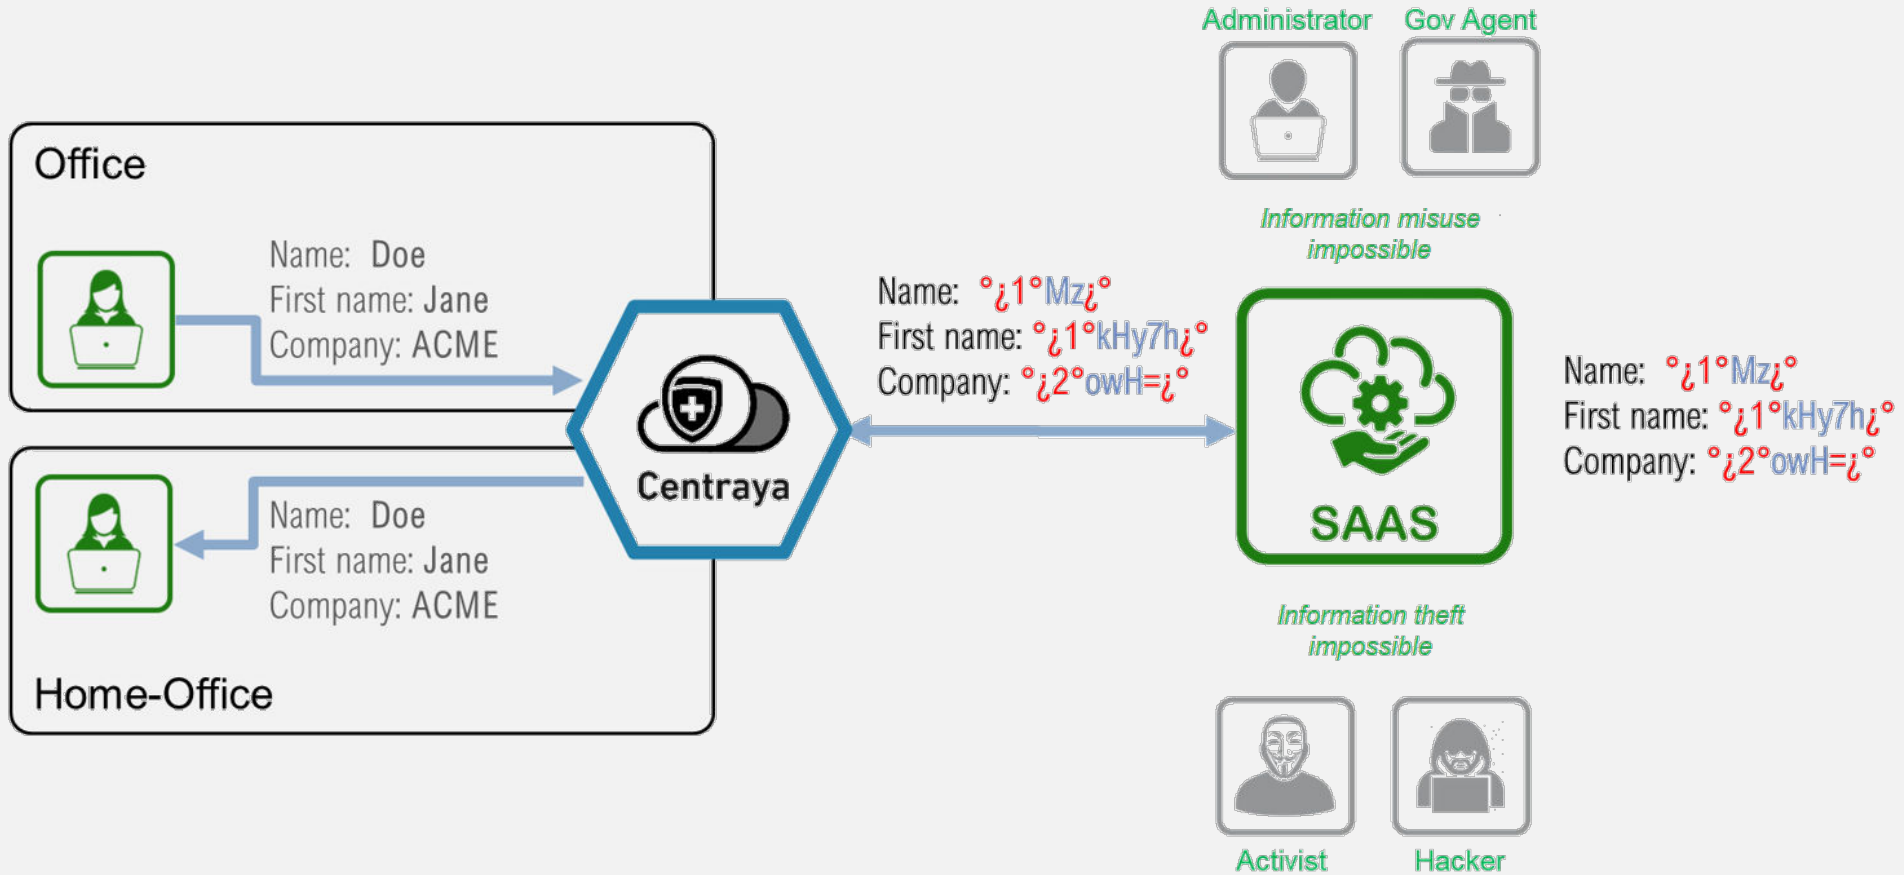 Administrator
Gov Agent
Office
Name: Doe
First name: Jane
Company: ACME
Information misuse
impossible
Name: °¿1°Mz¿°
First name: °¿1°kHy7h¿°
Company: °¿2°owH=¿°
Centraya
SAAS
Name: °¿1°Mz¿°
First name: °¿1°kHy7h¿°
Company: °¿2°owH=¿°
Name: Doe
First name: Jane
Company: ACME
Home-Office
Information theft
impossible
Activist
Hacker